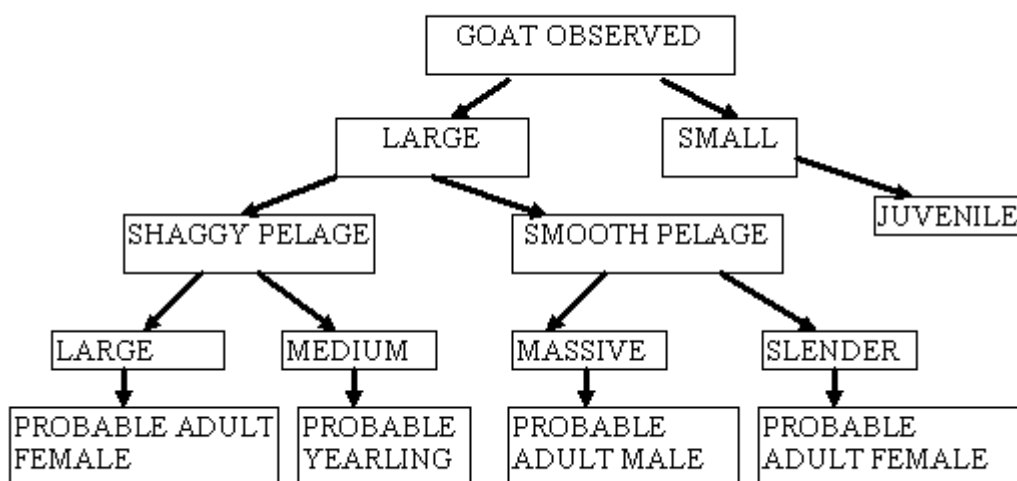 GOAT OBSERVED
LARGE
SMALL
JUVENILE
SHAGGY PELAGE
SMOOTH PELAGE
LARGE
MEDIUM
MASSIVE
SLENDER
PROBABLE ADULT
FEMALE
PROBABLE
YEARLING
PROBABLE
ADULT MALE
PROBABLE
ADULT FEMALE